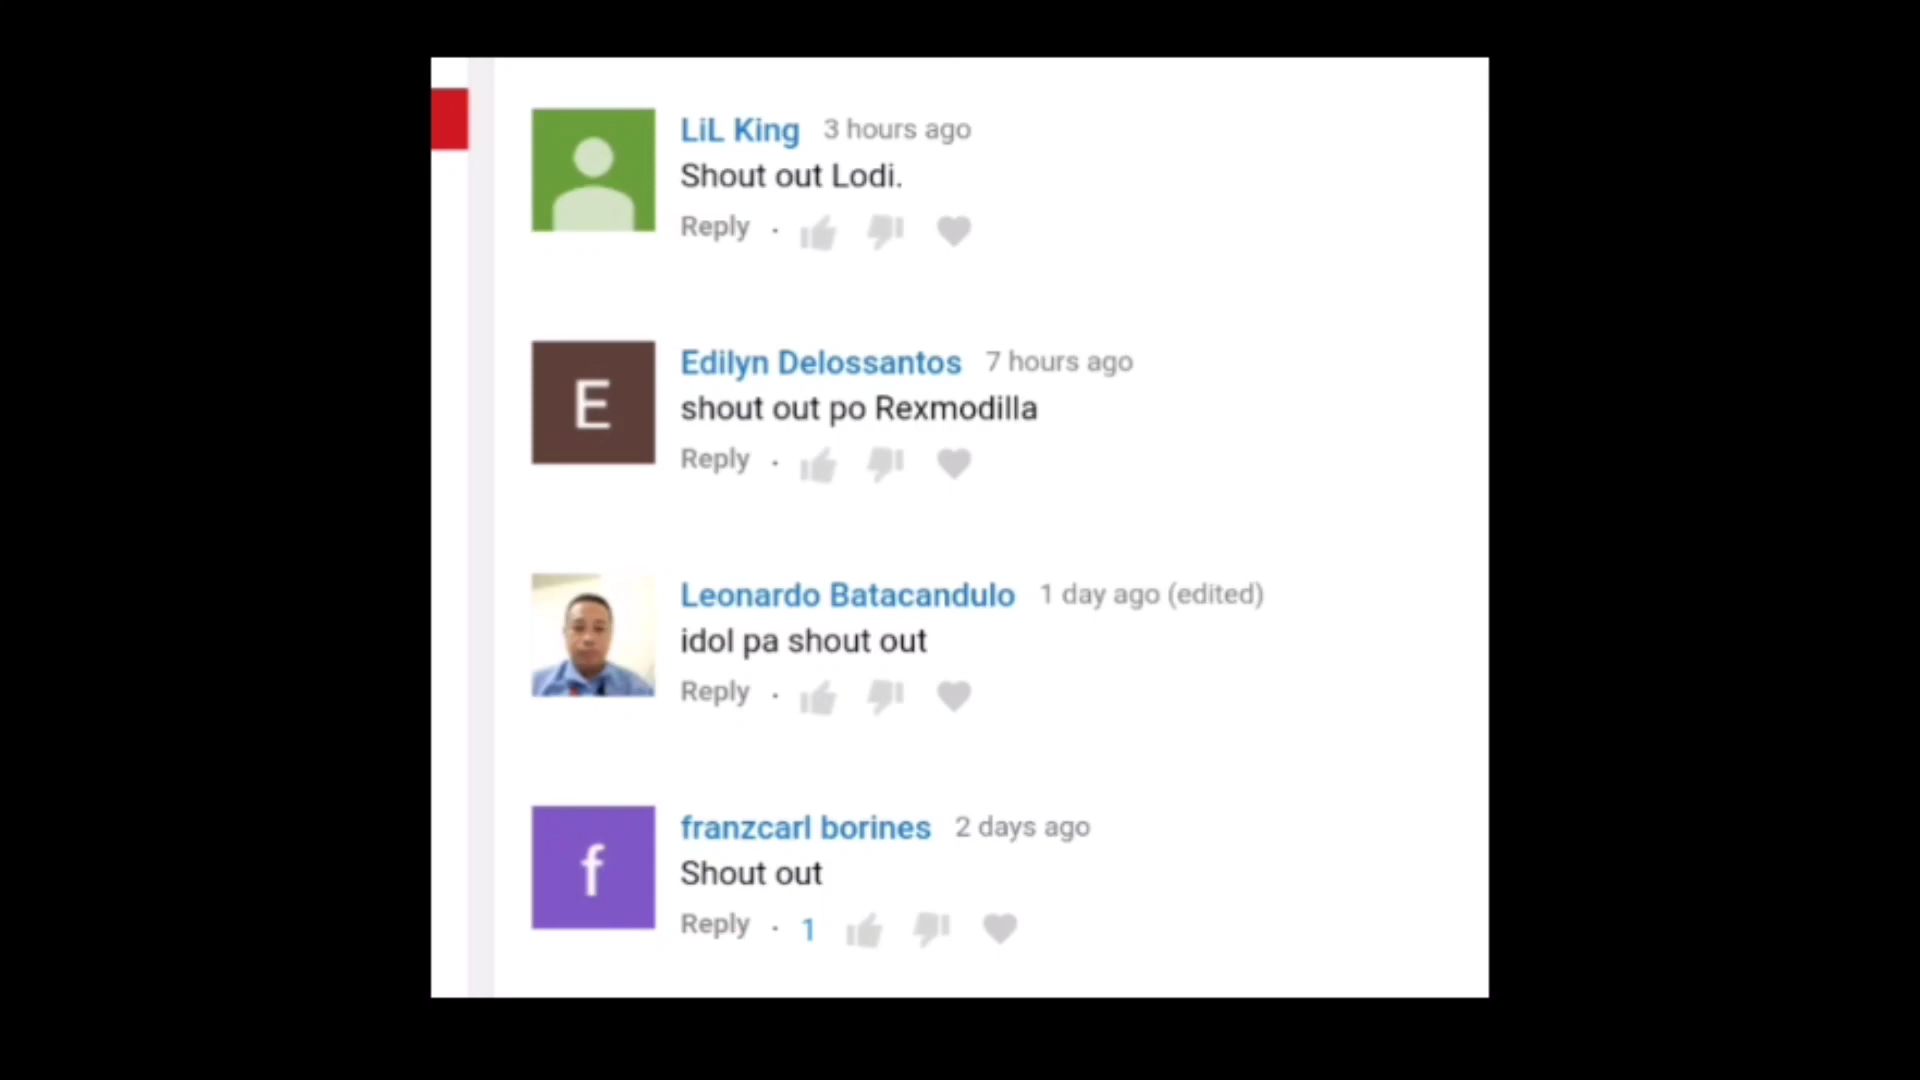 LiL King 3 hours ago
Shout out Lodi.
Reply .
E
Edilyn Delossantos 7 hours ago
shout out po Rexmodilla
Reply .
Leonardo Batacandulo 1 day ago (edited)
idol pa shout out
Reply .
f
franzcarl borines 2 days ago
Shout out
Reply . 1